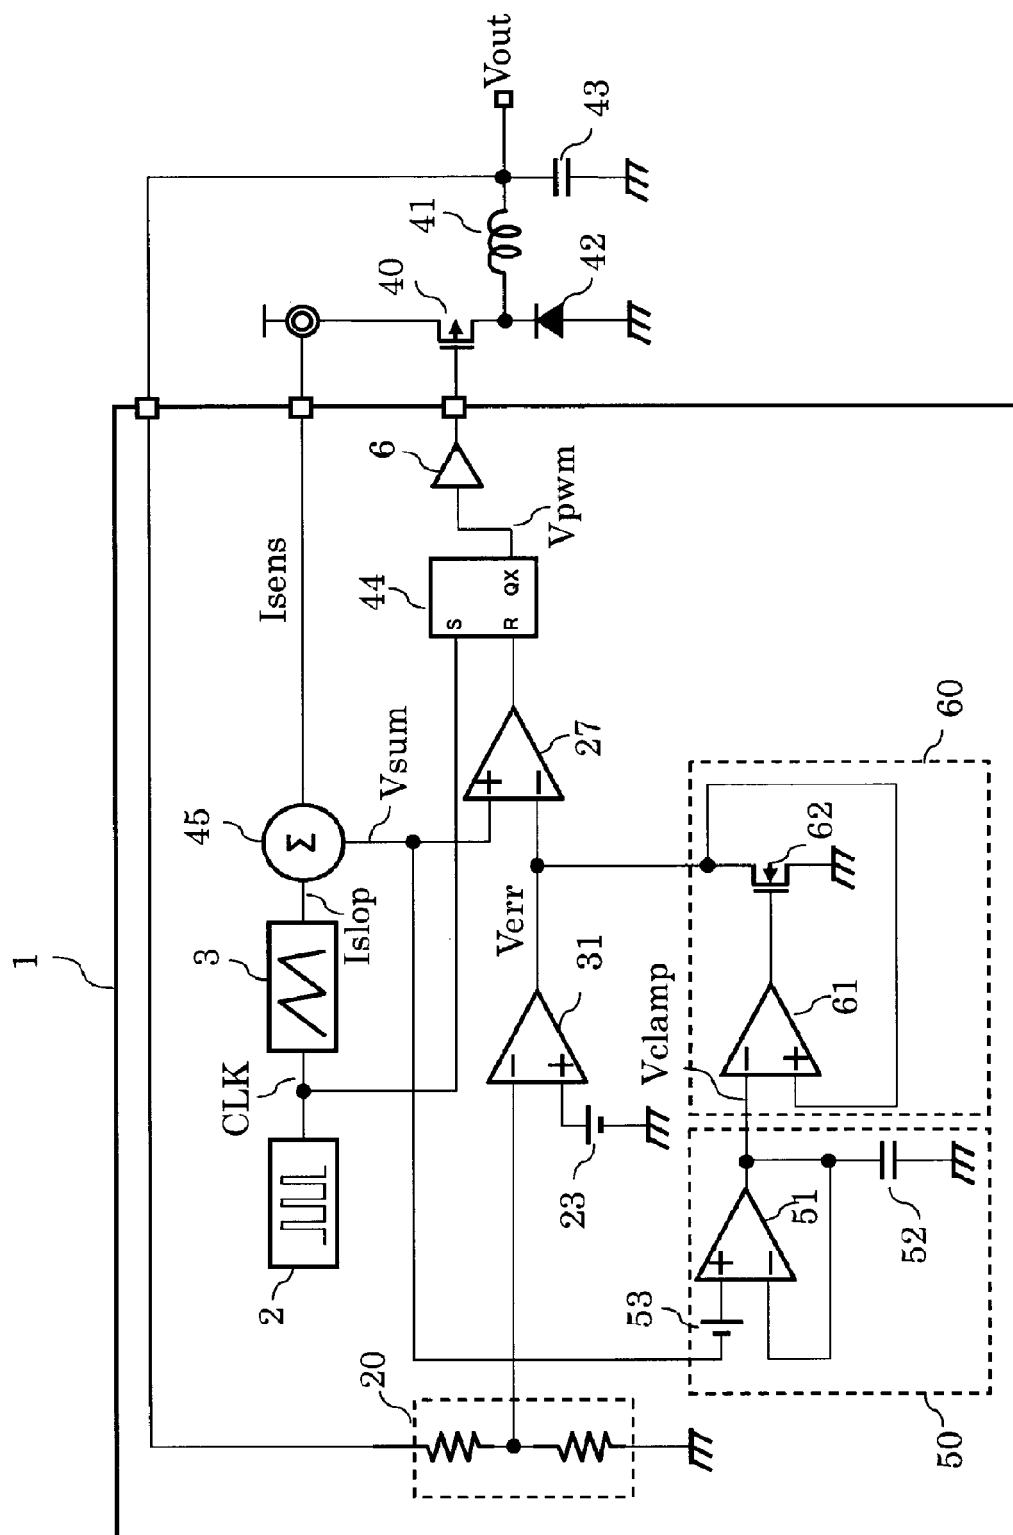 1
CLK
Islop
Isens
Vout
2
3
45
Vsum
44
S
R
QX
6
Vpwm
40
41
42
43
20
23
Verr
31
+
−
27
+
−
53
51
+
−
52
50
Vclamp
61
−
+
62
60
Σ